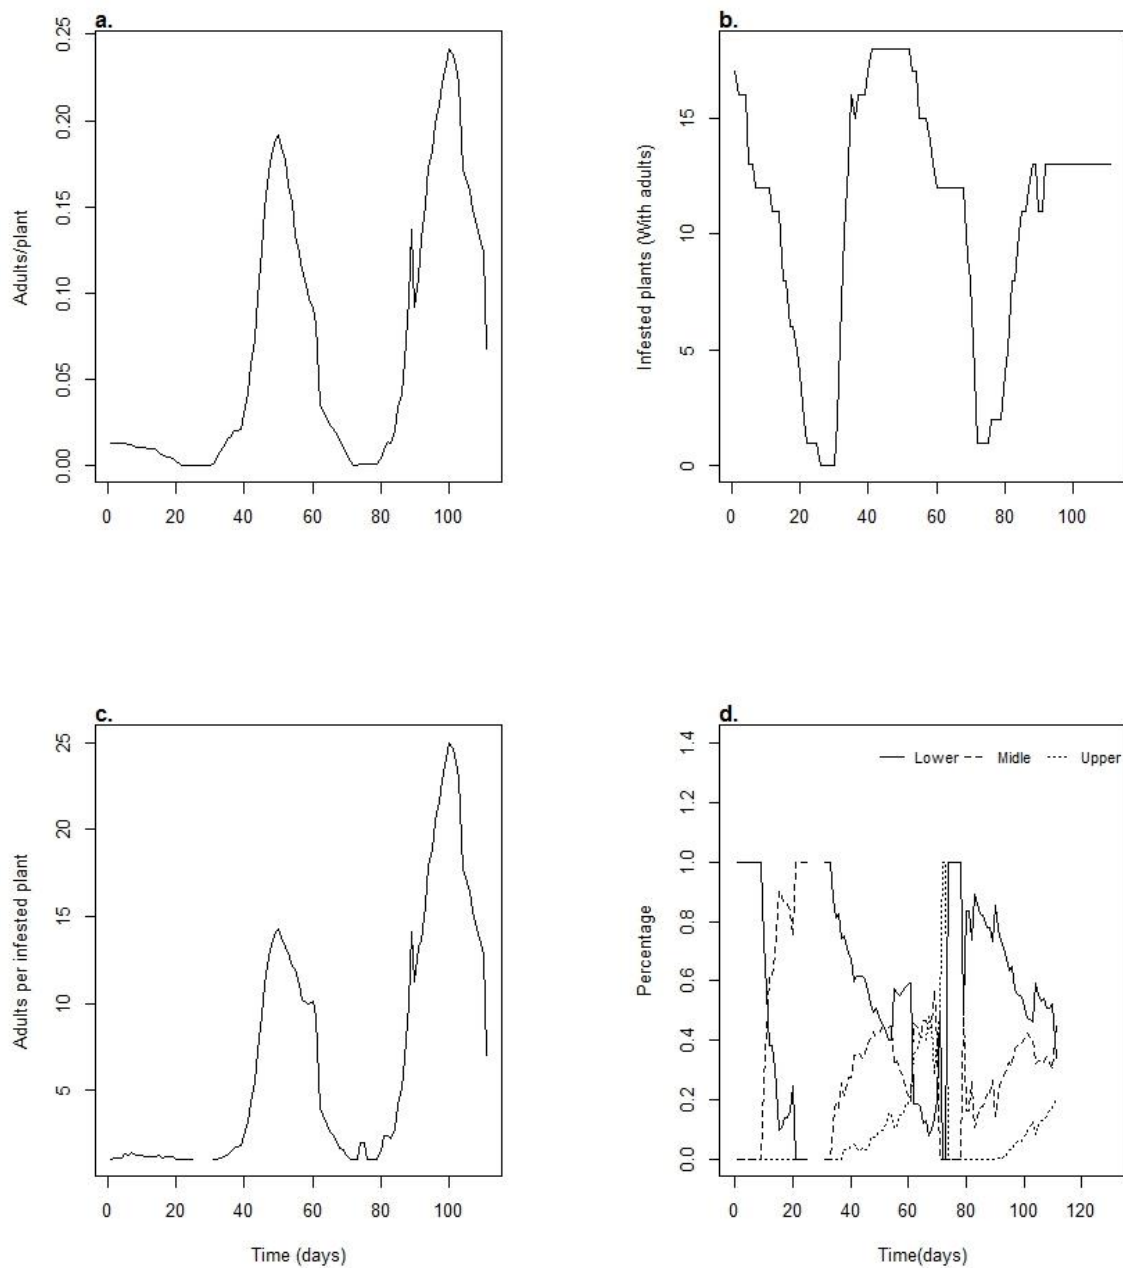 a.
Adults/plant
0.25
0.20
0.15
0.10
0.05
0.00
0 20 40 60 80 100
b.
Infested plants (With adults)
15
10
5
0
0 20 40 60 80 100
c.
Adults per infested plant
25
20
15
10
5
0 20 40 60 80 100
Time (days)
d.
Percentage
1.4
1.2
1.0
0.8
0.6
0.4
0.2
0.0
Lower Midle Upper
0 20 40 60 80 100 120
Time(days)